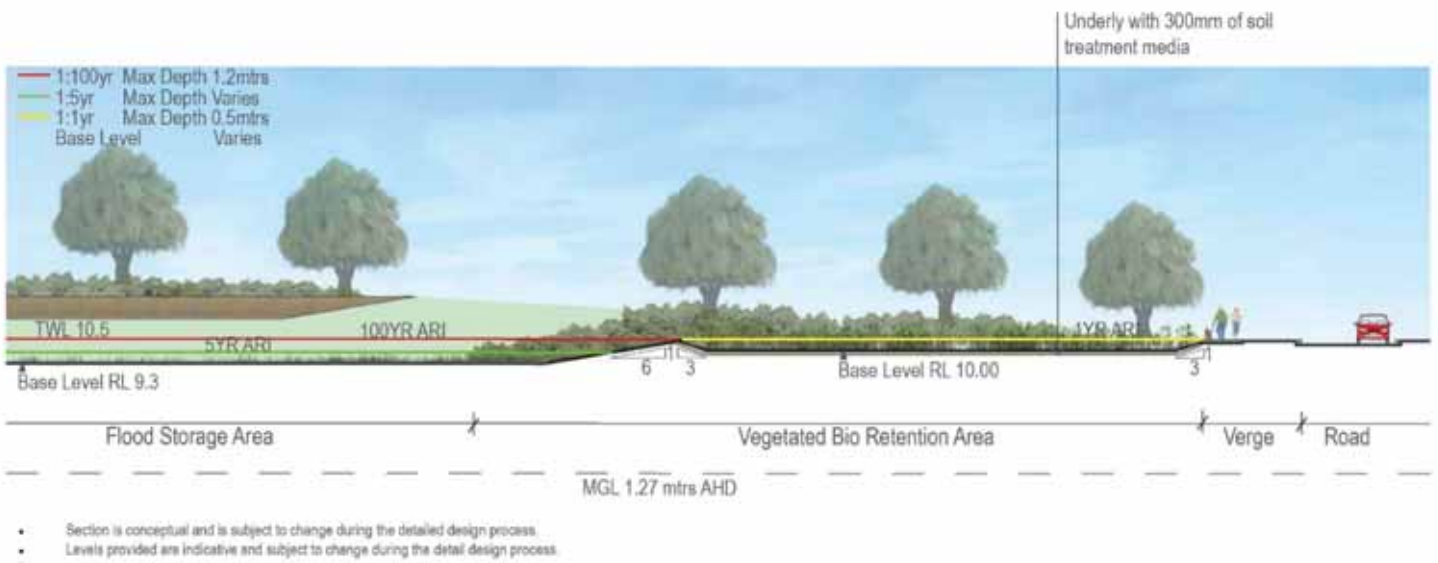 Underly with 300mm of soil
treatment media
1:100yr Max Depth 1.2mtrs
1:5yr Max Depth Varies
1:1yr Max Depth 0.5mtrs
Base Level Varies
TWL 10.5
100YR ARI
1YR ARI
5YR ARI
1
1
6
3
Base Level RL 10.00
3
Base Level RL 9.3
Flood Storage Area
Vegetated Bio Retention Area
Verge
Road
MGL 1.27 mtrs AHD
• Section is conceptual and is subject to change during the detailed design process.
• Levels provided are indicative and subject to change during the detail design process.